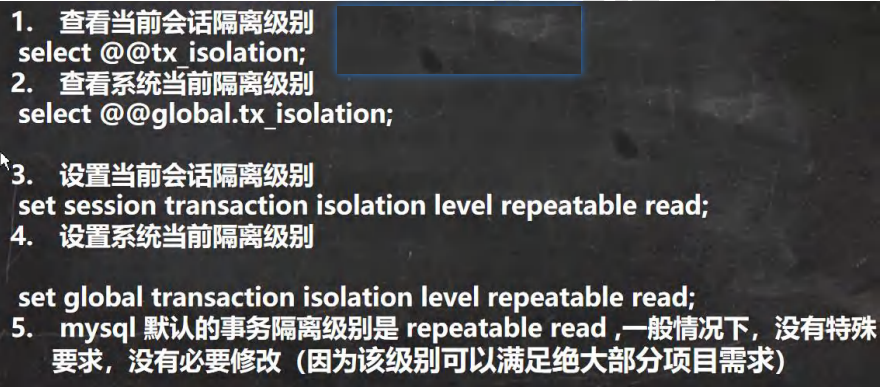 1. 查看当前会话隔离级别
select @@tx_isolation;
2. 查看系统当前隔离级别
select @@global.tx_isolation;
3. 设置当前会话隔离级别
set session transaction isolation level repeatable read;
4. 设置系统当前隔离级别
set global transaction isolation level repeatable read;
5. mysql 默认的事务隔离级别是 repeatable read ,一般情况下，没有特殊
要求，没有必要修改（因为该级别可以满足绝大部分项目需求）